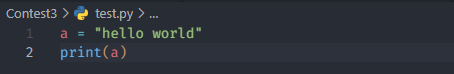 Contest3 > test.py > ...
1 a = "hello world"
2 print(a)